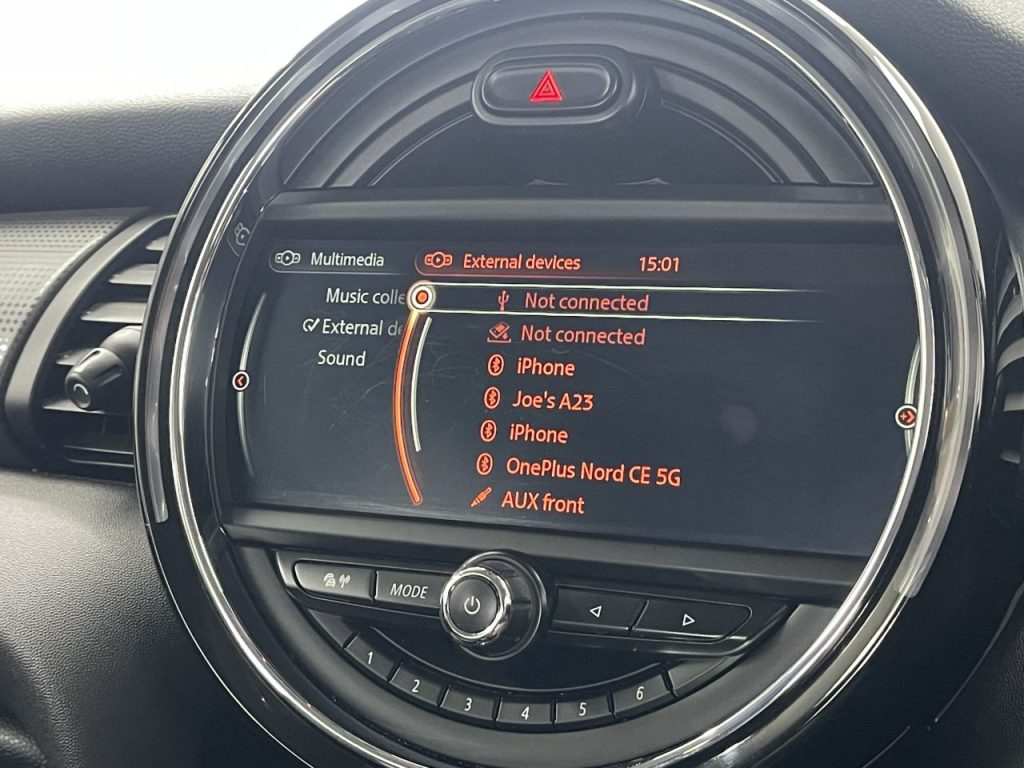 Multimedia
External devices
15:01
Music colle
External de
Sound
Not connected
Not connected
iPhone
Joe's A23
iPhone
OnePlus Nord CE 5G
AUX front
MODE
1
2
3
4
5
6